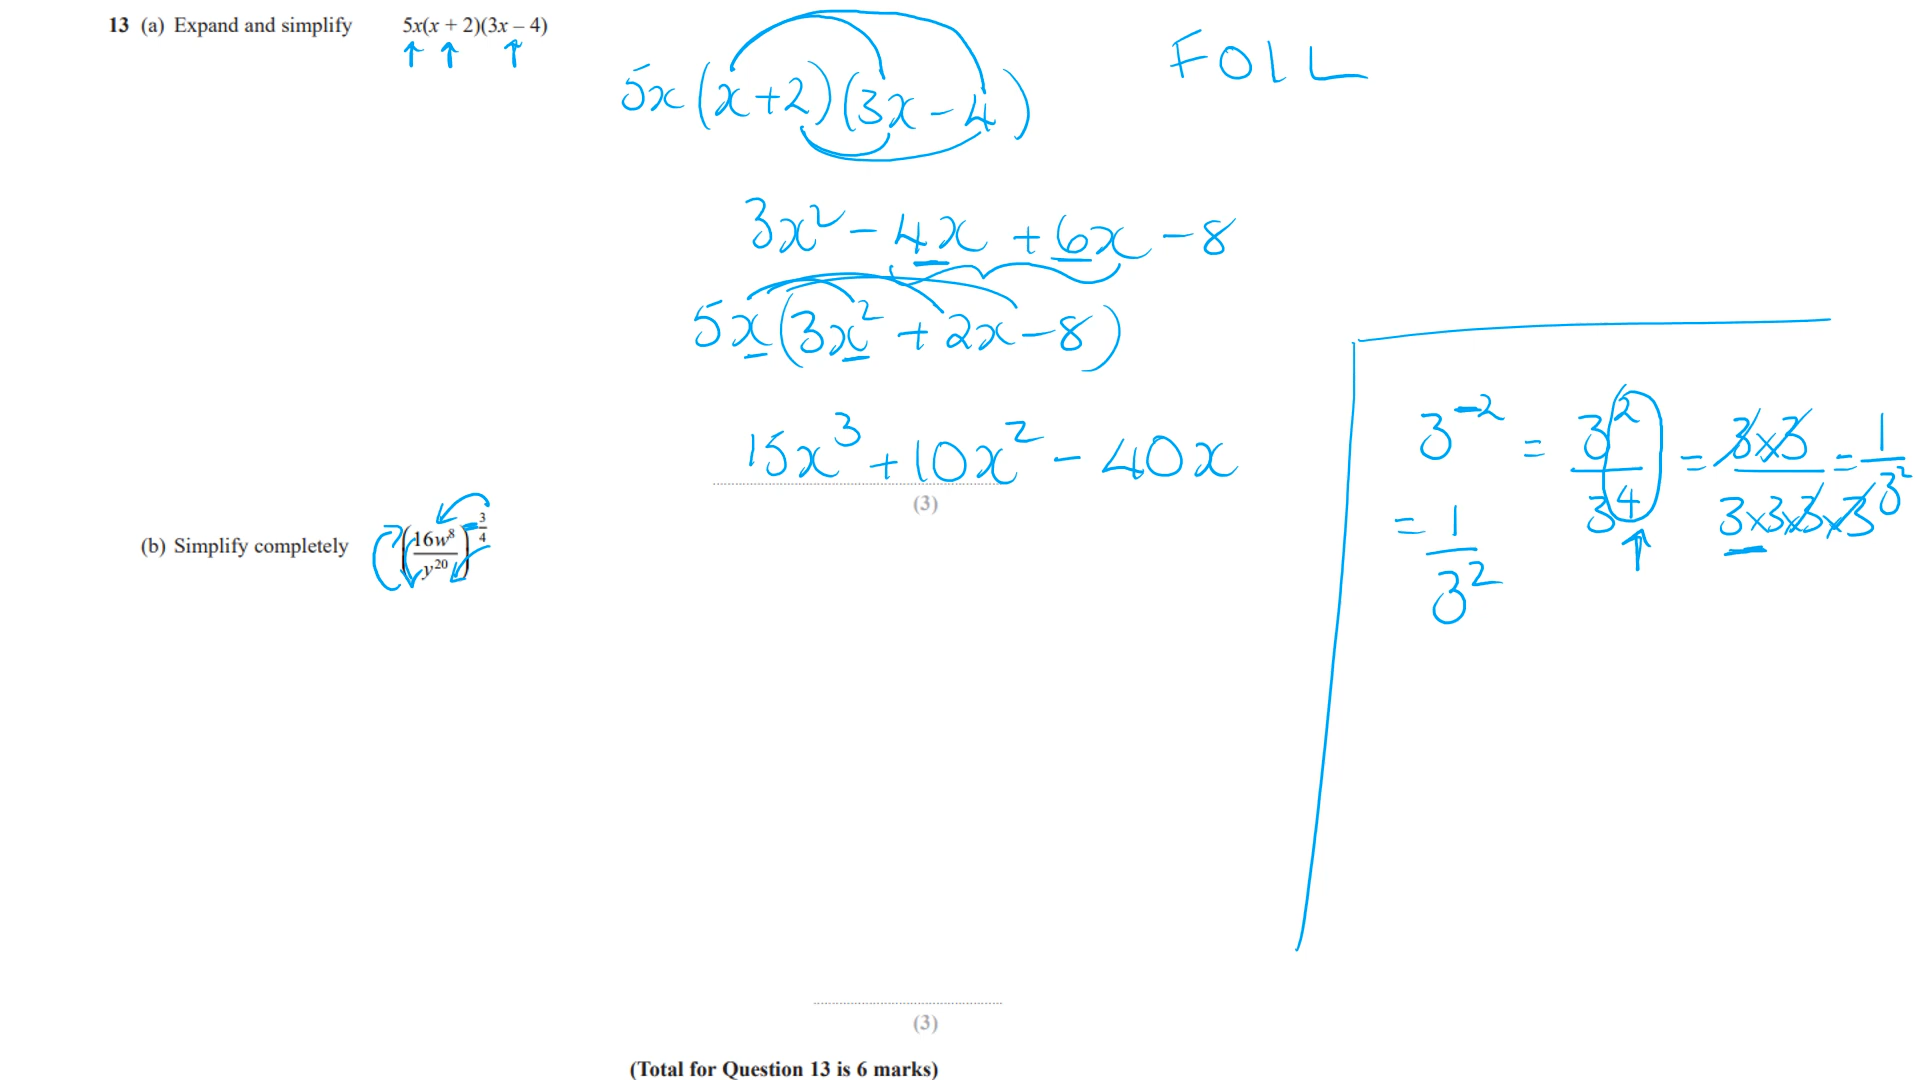 13 (a) Expand and simplify 5x(x + 2)(3x – 4)
FOIL
5x(x+2)(3x-4)
3x² - 4x + 6x - 8
5x(3x² + 2x - 8)
15x³ + 10x² - 40x
(3)
3⁻² = 3²/3⁴ = 3×3/3×3×3×3 = 1/3²
= 1/3²
(b) Simplify completely (16w⁸/y²⁰)^(-3/4)
(3)
(Total for Question 13 is 6 marks)